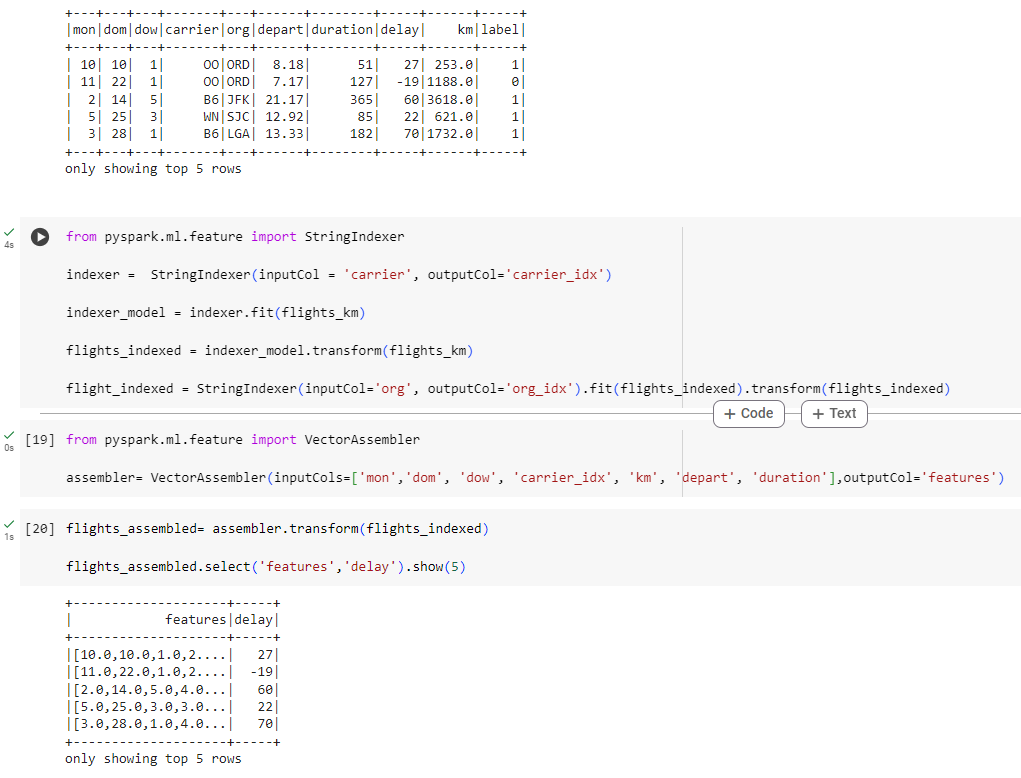 +---+---+---+-------+---+------+--------+-----+------+-----+
|mon|dom|dow|carrier|org|depart|duration|delay|    km|label|
+---+---+---+-------+---+------+--------+-----+------+-----+
| 10| 10|  1|     OO|ORD|  8.18|      51|   27| 253.0|    1|
| 11| 22|  1|     OO|ORD|  7.17|     127|  -19|1188.0|    0|
|  2| 14|  5|     B6|JFK| 21.17|     365|   60|3618.0|    1|
|  5| 25|  3|     WN|SJC| 12.92|      85|   22| 621.0|    1|
|  3| 28|  1|     B6|LGA| 13.33|     182|   70|1732.0|    1|
+---+---+---+-------+---+------+--------+-----+------+-----+
only showing top 5 rows
4s
from pyspark.ml.feature import StringIndexer
indexer =  StringIndexer(inputCol = 'carrier', outputCol='carrier_idx')
indexer_model = indexer.fit(flights_km)
flights_indexed = indexer_model.transform(flights_km)
flight_indexed = StringIndexer(inputCol='org', outputCol='org_idx').fit(flights_indexed).transform(flights_indexed)
+ Code + Text
0s
[19] from pyspark.ml.feature import VectorAssembler
assembler= VectorAssembler(inputCols=['mon','dom', 'dow', 'carrier_idx', 'km', 'depart', 'duration'],outputCol='features')
1s
[20] flights_assembled= assembler.transform(flights_indexed)
flights_assembled.select('features','delay').show(5)
+--------------------+-----+
|            features|delay|
+--------------------+-----+
|[10.0,10.0,1.0,2....|   27|
|[11.0,22.0,1.0,2....|  -19|
|[2.0,14.0,5.0,4.0...|   60|
|[5.0,25.0,3.0,3.0...|   22|
|[3.0,28.0,1.0,4.0...|   70|
+--------------------+-----+
only showing top 5 rows